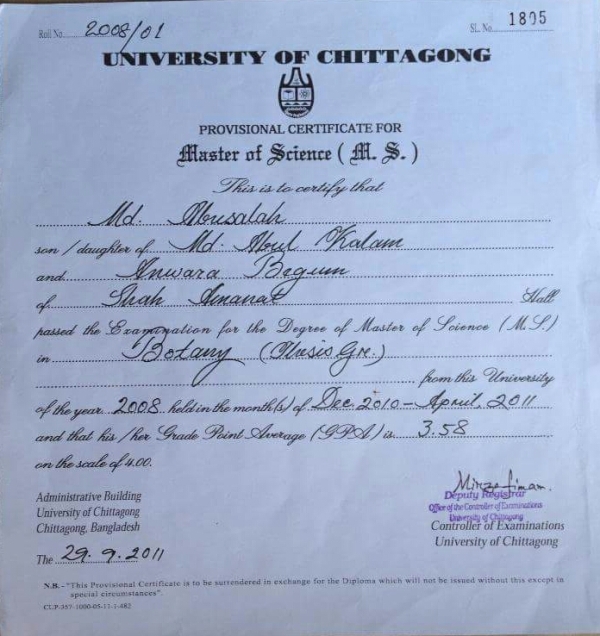 Roll No. 2008/01
SL. No. 1805
UNIVERSITY OF CHITTAGONG
PROVISIONAL CERTIFICATE FOR
Master of Science ( M. S. )
This is to certify that
Md. Abusalah
son / daughter of Md. Abul Kalam
and Anwara Begum
of Shah Amanat Hall
passed the Examination for the Degree of Master of Science (M.S.)
in Botany
from this University
of the year 2008 held in the month(s) of Dec. 2010 - April, 2011
and that his / her Grade Point Average (GPA) is 3.58
on the scale of 4.00.
Administrative Building
University of Chittagong
Chittagong, Bangladesh
The 29. 9. 2011
Deputy Registrar
Office of the Controller of Examinations
University of Chittagong
Controller of Examinations
University of Chittagong
N.B. – "This Provisional Certificate is to be surrendered in exchange for the Diploma which will not be issued without this except in
special circumstances".
CLP-357-1000-05-11-1-482